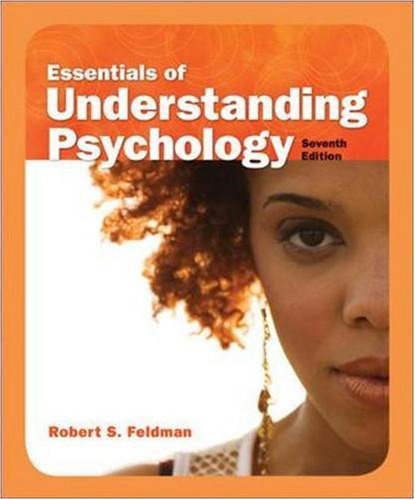 Essentials of
Understanding
Psychology
Seventh
Edition
Robert S. Feldman